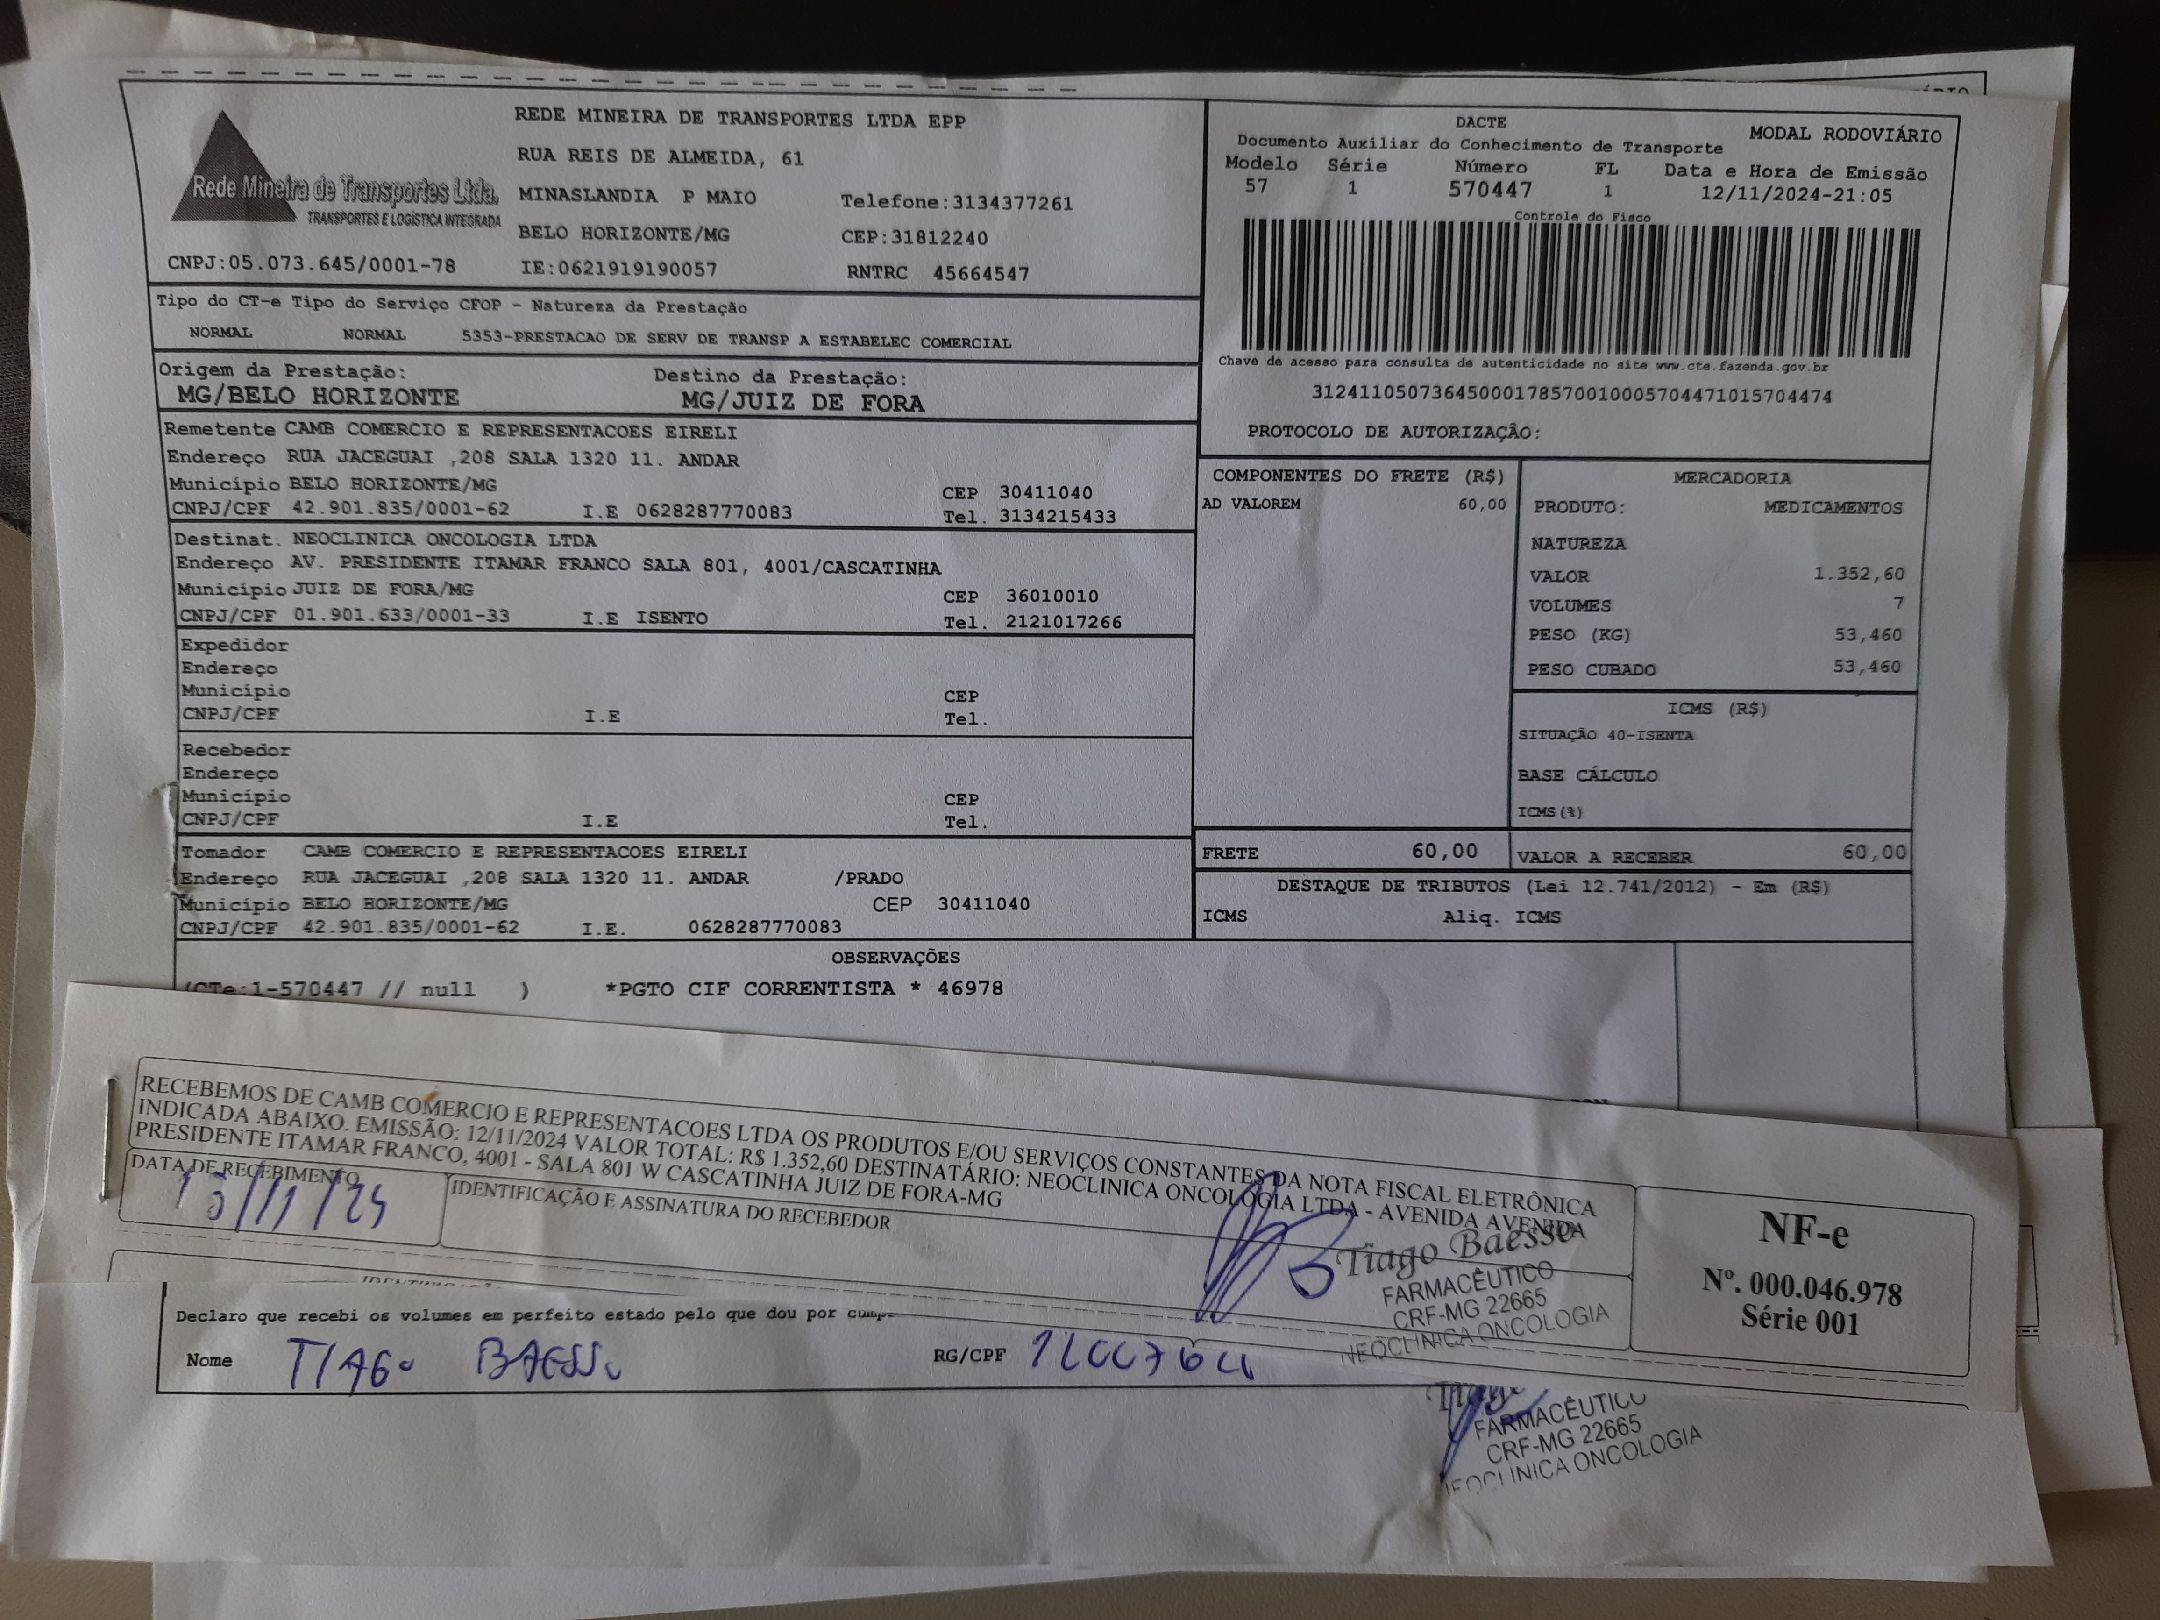 REDE MINEIRA DE TRANSPORTES LTDA EPP
RUA REIS DE ALMEIDA, 61
Rede Mineira de Transportes Ltda.
TRANSPORTES E LOGÍSTICA INTEGRADA
MINASLANDIA P MAIO Telefone:3134377261
BELO HORIZONTE/MG CEP:31812240
CNPJ:05.073.645/0001-78 IE:0621919190057 RNTRC 45664547
DACTE
Documento Auxiliar do Conhecimento de Transporte MODAL RODOVIÁRIO
Modelo Série Número FL Data e Hora de Emissão
57 1 570447 1 12/11/2024-21:05
Controle do Fisco
Chave de acesso para consulta de autenticidade no site www.cte.fazenda.gov.br
31241105073645000178570010005704471015704474
PROTOCOLO DE AUTORIZAÇÃO:
Tipo do CT-e Tipo do Serviço CFOP - Natureza da Prestação
NORMAL NORMAL 5353-PRESTACAO DE SERV DE TRANSP A ESTABELEC COMERCIAL
Origem da Prestação: Destino da Prestação:
MG/BELO HORIZONTE MG/JUIZ DE FORA
Remetente CAMB COMERCIO E REPRESENTACOES EIRELI
Endereço RUA JACEGUAI ,208 SALA 1320 11. ANDAR
Município BELO HORIZONTE/MG CEP 30411040
CNPJ/CPF 42.901.835/0001-62 I.E 0628287770083 Tel. 3134215433
Destinat. NEOCLINICA ONCOLOGIA LTDA
Endereço AV. PRESIDENTE ITAMAR FRANCO SALA 801, 4001/CASCATINHA
Município JUIZ DE FORA/MG CEP 36010010
CNPJ/CPF 01.901.633/0001-33 I.E ISENTO Tel. 2121017266
Expedidor
Endereço
Município CEP
CNPJ/CPF I.E Tel.
Recebedor
Endereço
Município CEP
CNPJ/CPF I.E Tel.
Tomador CAMB COMERCIO E REPRESENTACOES EIRELI
Endereço RUA JACEGUAI ,208 SALA 1320 11. ANDAR /PRADO
Município BELO HORIZONTE/MG CEP 30411040
CNPJ/CPF 42.901.835/0001-62 I.E. 0628287770083
COMPONENTES DO FRETE (R$)
AD VALOREM 60,00
MERCADORIA
PRODUTO: MEDICAMENTOS
NATUREZA
VALOR 1.352,60
VOLUMES 7
PESO (KG) 53,460
PESO CUBADO 53,460
ICMS (R$)
SITUAÇÃO 40-ISENTA
BASE CÁLCULO
ICMS(%)
FRETE 60,00 VALOR A RECEBER 60,00
DESTAQUE DE TRIBUTOS (Lei 12.741/2012) - Em (R$)
ICMS Aliq. ICMS
OBSERVAÇÕES
(CTe:1-570447 // null ) *PGTO CIF CORRENTISTA * 46978
RECEBEMOS DE CAMB COMERCIO E REPRESENTACOES LTDA OS PRODUTOS E/OU SERVIÇOS CONSTANTES DA NOTA FISCAL ELETRÔNICA
INDICADA ABAIXO. EMISSÃO: 12/11/2024 VALOR TOTAL: R$ 1.352,60 DESTINATÁRIO: NEOCLINICA ONCOLOGIA LTDA - AVENIDA AVENIDA
PRESIDENTE ITAMAR FRANCO, 4001 - SALA 801 W CASCATINHA JUIZ DE FORA-MG
DATA DE RECEBIMENTO IDENTIFICAÇÃO E ASSINATURA DO RECEBEDOR
13/11/24
Tiago Baesso
FARMACÊUTICO
CRF-MG 22665
NEOCLINICA ONCOLOGIA
NF-e
Nº. 000.046.978
Série 001
Declaro que recebi os volumes em perfeito estado pelo que dou por
Nome TIAGO BAESSO RG/CPF
FARMACÊUTICO
CRF-MG 22665
NEOCLINICA ONCOLOGIA